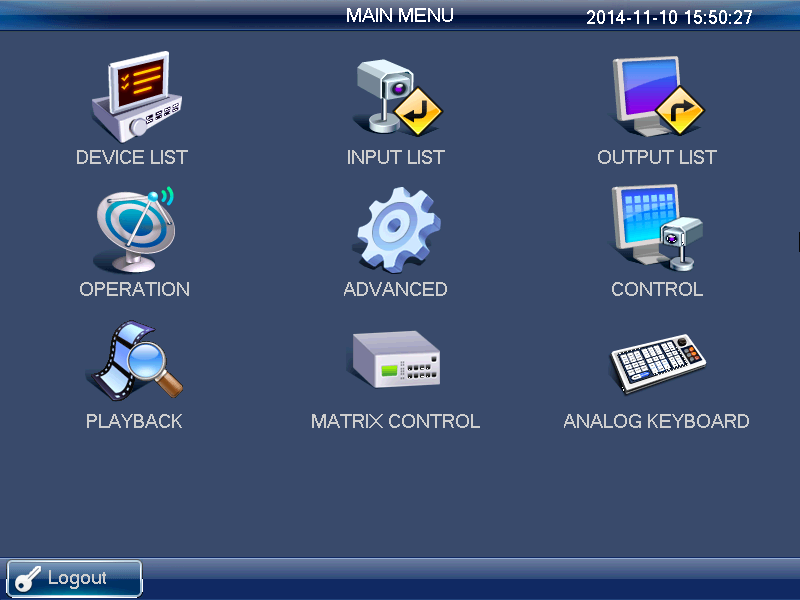 MAIN MENU
2014-11-10 15:50:27
DEVICE LIST
INPUT LIST
OUTPUT LIST
OPERATION
ADVANCED
CONTROL
PLAYBACK
MATRIX CONTROL
ANALOG KEYBOARD
Logout